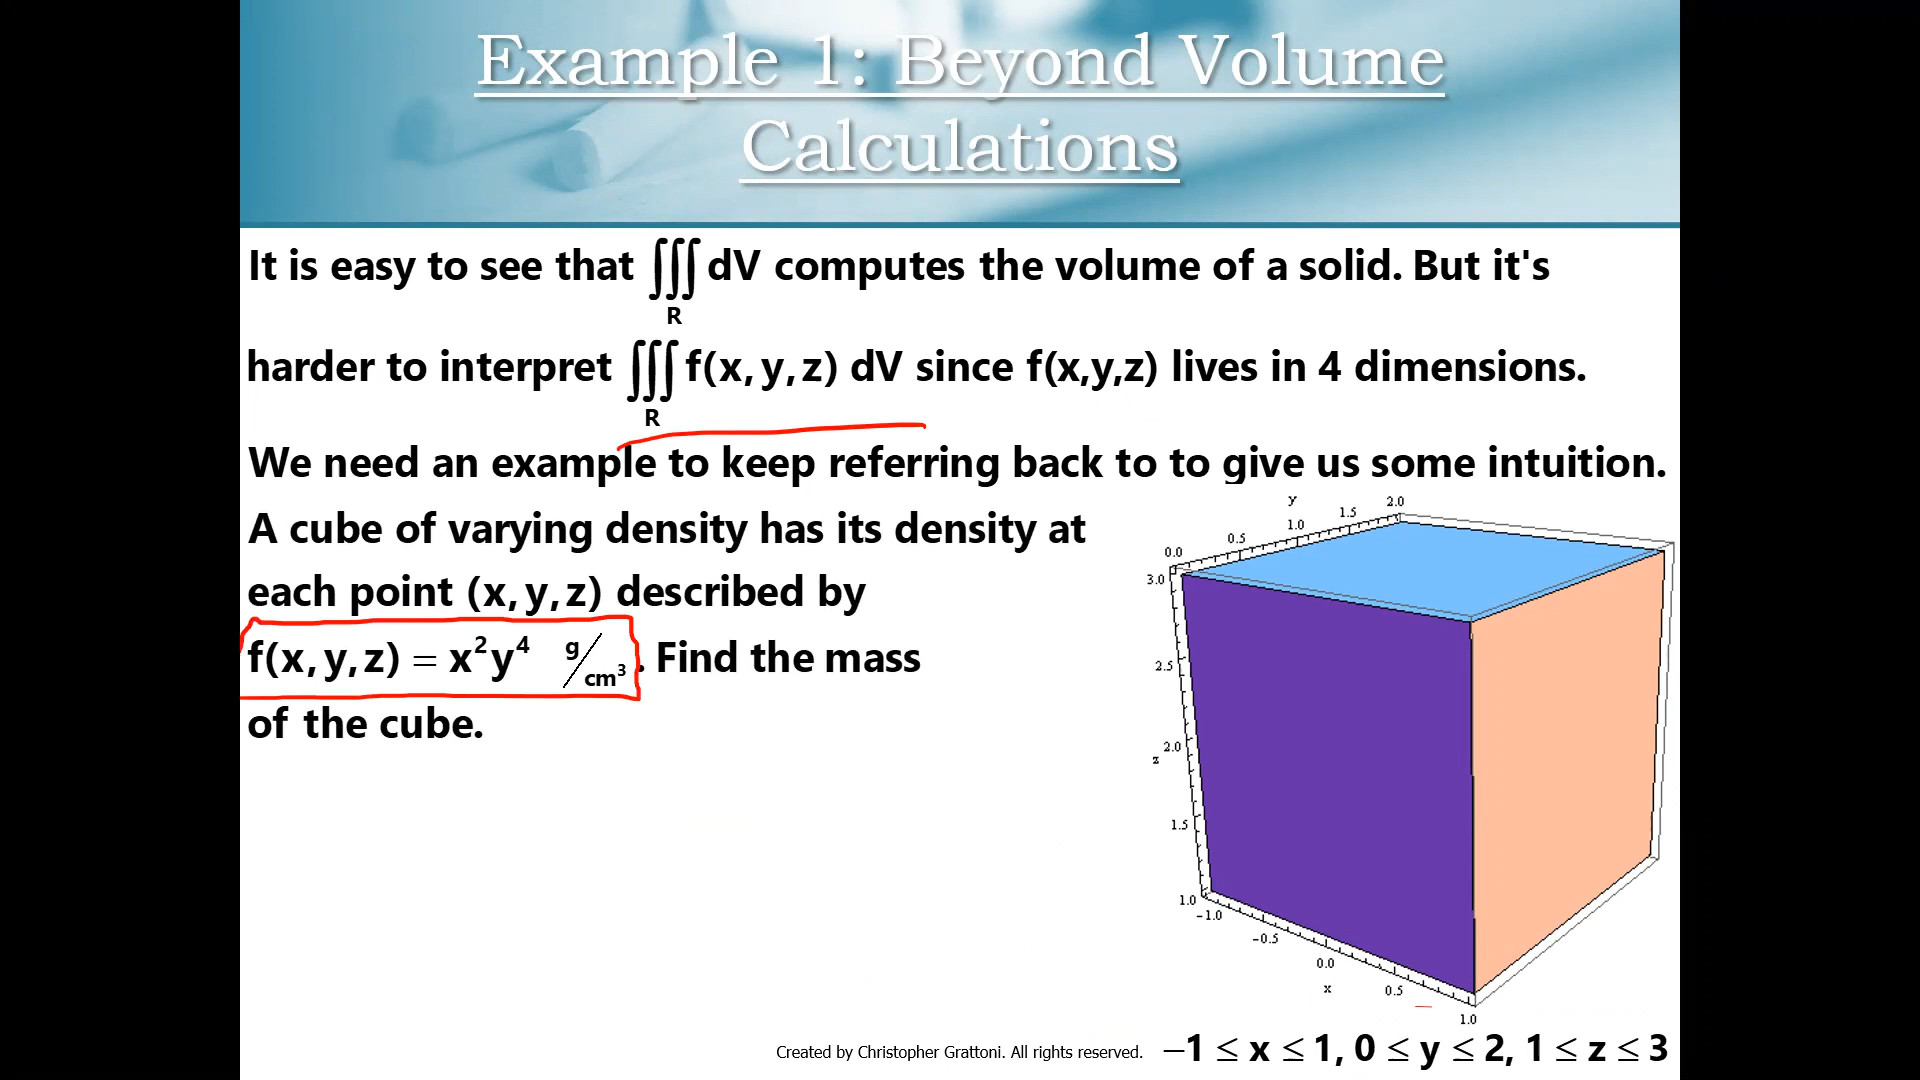 Example 1: Beyond Volume
Calculations
It is easy to see that ∭ dV computes the volume of a solid. But it's
R
harder to interpret ∭ f(x, y, z) dV since f(x,y,z) lives in 4 dimensions.
R
We need an example to keep referring back to to give us some intuition.
A cube of varying density has its density at
each point (x, y, z) described by
f(x, y, z) = x²y⁴ g/cm³. Find the mass
of the cube.
y
0.0 0.5 1.0 1.5 2.0
3.0
2.5
2.0
z
1.5
1.0
-1.0
-0.5
0.0
x
0.5
1.0
Created by Christopher Grattoni. All rights reserved.
−1 ≤ x ≤ 1, 0 ≤ y ≤ 2, 1 ≤ z ≤ 3